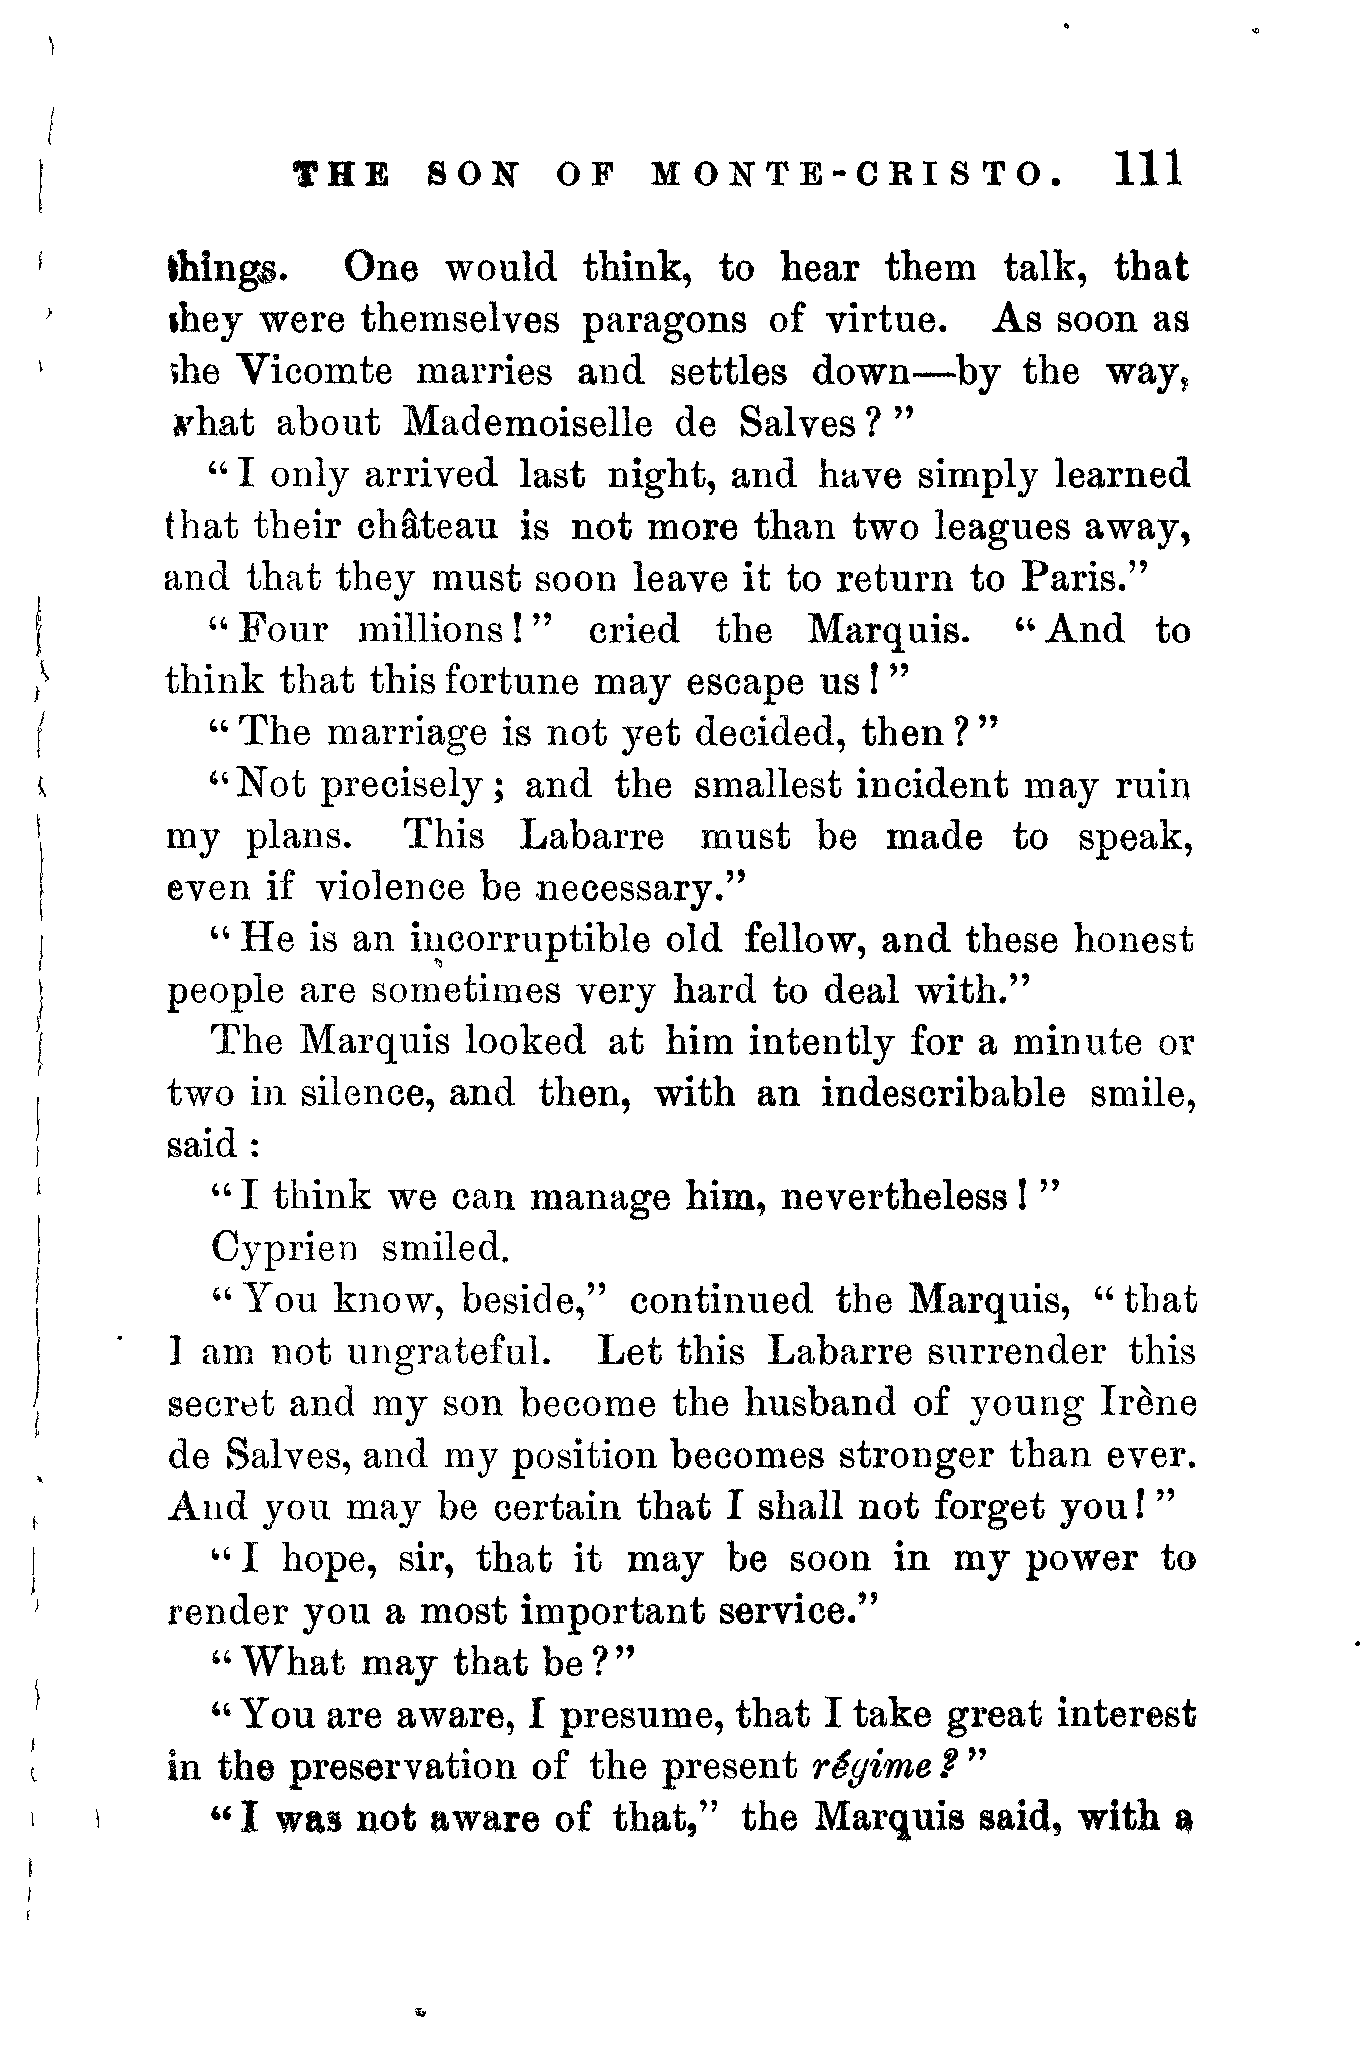 THE SON OF MONTE-CRISTO. 111
things. One would think, to hear them talk, that
they were themselves paragons of virtue. As soon as
the Vicomte marries and settles down—by the way,
what about Mademoiselle de Salves?"
"I only arrived last night, and have simply learned
that their château is not more than two leagues away,
and that they must soon leave it to return to Paris."
"Four millions!" cried the Marquis. "And to
think that this fortune may escape us!"
"The marriage is not yet decided, then?"
"Not precisely; and the smallest incident may ruin
my plans. This Labarre must be made to speak,
even if violence be necessary."
"He is an incorruptible old fellow, and these honest
people are sometimes very hard to deal with."
The Marquis looked at him intently for a minute or
two in silence, and then, with an indescribable smile,
said:
"I think we can manage him, nevertheless!"
Cyprien smiled.
"You know, beside," continued the Marquis, "that
I am not ungrateful. Let this Labarre surrender this
secret and my son become the husband of young Irène
de Salves, and my position becomes stronger than ever.
And you may be certain that I shall not forget you!"
"I hope, sir, that it may be soon in my power to
render you a most important service."
"What may that be?"
"You are aware, I presume, that I take great interest
in the preservation of the present régime?"
"I was not aware of that," the Marquis said, with a